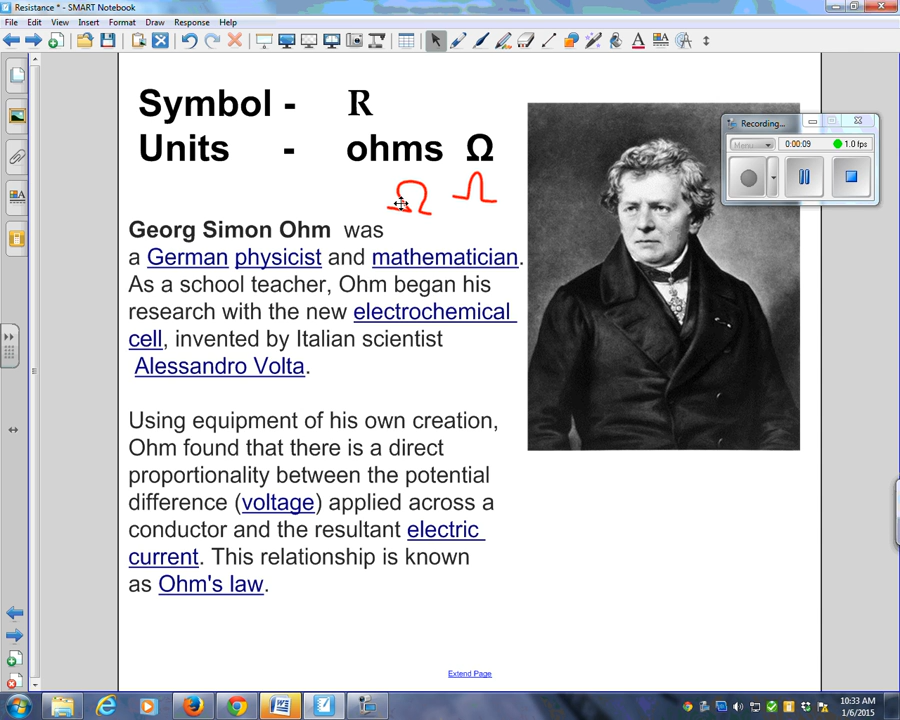 Resistance * - SMART Notebook
File Edit View Insert Format Draw Response Help
Symbol - R
Units - ohms Ω
Ω Ω
Recording...
Menu 0:00:09 1.0 fps
Georg Simon Ohm was
a German physicist and mathematician.
As a school teacher, Ohm began his
research with the new electrochemical
cell, invented by Italian scientist
Alessandro Volta.
Using equipment of his own creation,
Ohm found that there is a direct
proportionality between the potential
difference (voltage) applied across a
conductor and the resultant electric
current. This relationship is known
as Ohm's law.
Extend Page
10:33 AM
1/6/2015